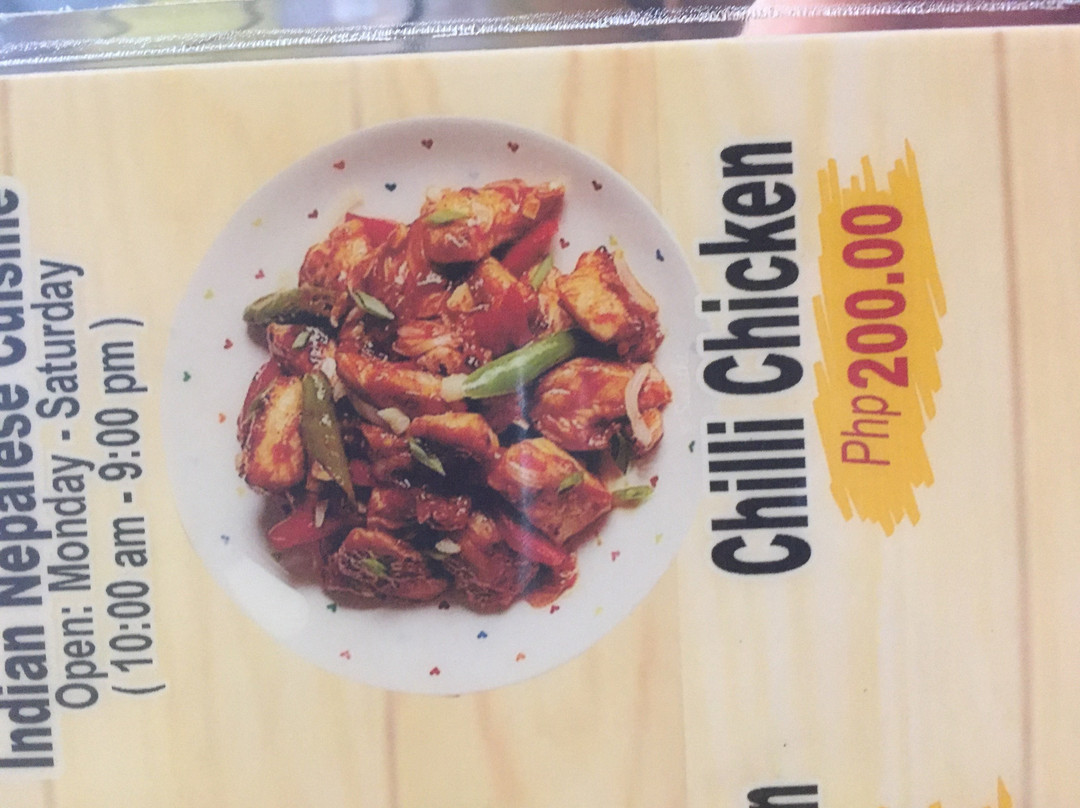 Indian Nepalese Cuisine
Open: Monday - Saturday
( 10:00 am - 9:00 pm )
Chilli Chicken
Php200.00